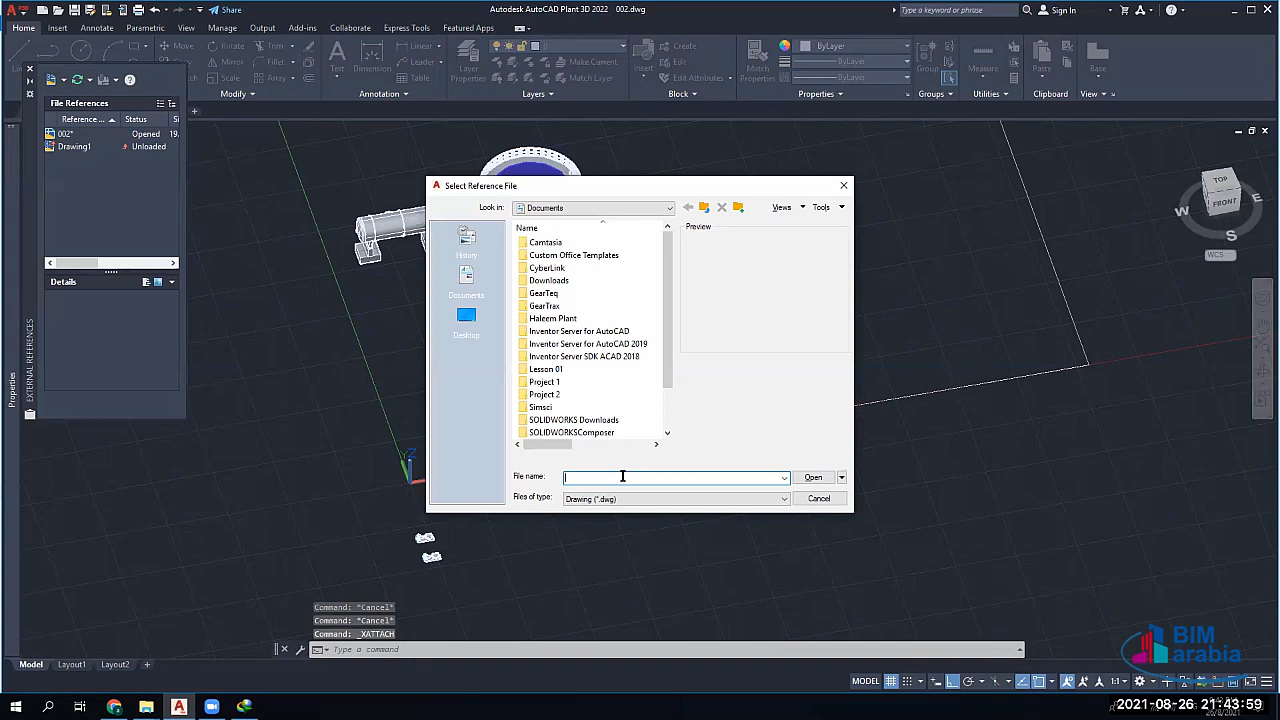 Share
Autodesk AutoCAD Plant 3D 2022 002.dwg
Type a keyword or phrase
Sign In
Home Insert Annotate Parametric View Manage Output Add-ins Collaborate Express Tools Featured Apps
Line
Move
Rotate
Trim
Copy
Mirror
Fillet
Scale
Array
Text
Dimension
Linear
Leader
Table
Layer Properties
Make Current
Match Layer
Insert
Create
Edit
Edit Attributes
Match Properties
ByLayer
ByLayer
ByLayer
Group
Measure
Paste
Base
Modify
Annotation
Layers
Block
Properties
Groups
Utilities
Clipboard
View
File References
Reference ... Status Si
002* Opened 19.
Drawing1 Unloaded
Details
EXTERNAL REFERENCES
Properties
Select Reference File
Look in: Documents
Views
Tools
History
Documents
Desktop
Name
Camtasia
Custom Office Templates
CyberLink
Downloads
GearTeq
GearTrax
Haleem Plant
Inventor Server for AutoCAD
Inventor Server for AutoCAD 2019
Inventor Server SDK ACAD 2018
Lesson 01
Project 1
Project 2
Simsci
SOLIDWORKS Downloads
SOLIDWORKSComposer
Preview
File name:
Open
Files of type: Drawing (*.dwg)
Cancel
TOP
FRONT
W
E
S
WCS
Z
Command: *Cancel*
Command: *Cancel*
Command: _XATTACH
Type a command
Model Layout1 Layout2 +
MODEL
1:1
BIM
arabia
2021-08-26 21:43:59